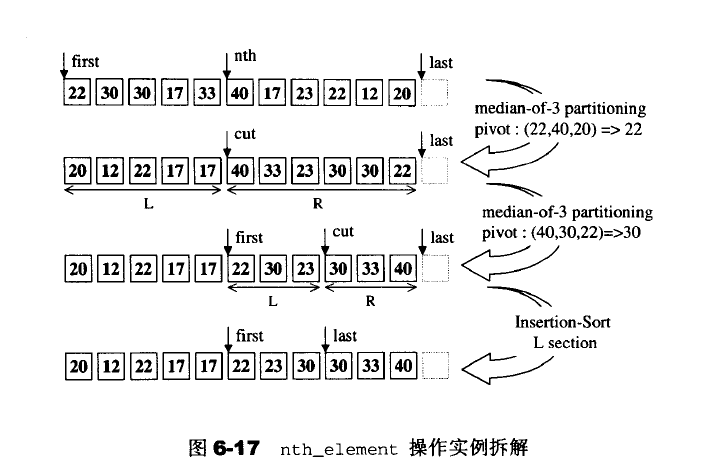 first nth last
22 30 30 17 33 40 17 23 22 12 20
median-of-3 partitioning
pivot : (22,40,20) => 22
cut last
20 12 22 17 17 40 33 23 30 30 22
L R
median-of-3 partitioning
pivot : (40,30,22)=>30
first cut last
20 12 22 17 17 22 30 23 30 33 40
L R
Insertion-Sort
L section
first last
20 12 22 17 17 22 23 30 30 33 40
图 6-17 nth_element 操作实例拆解